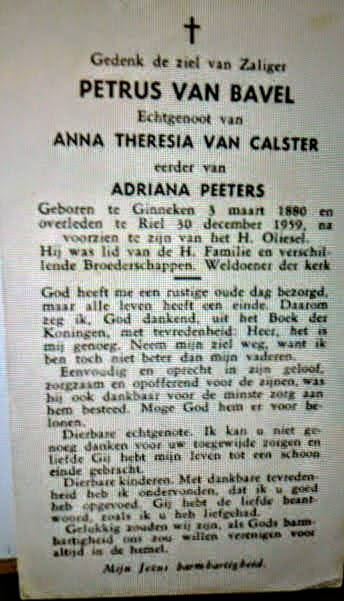 Gedenk de ziel van Zaliger
PETRUS VAN BAVEL
Echtgenoot van
ANNA THERESIA VAN CALSTER
eerder van
ADRIANA PEETERS
Geboren te Ginneken 3 maart 1880 en
overleden te Riel 30 december 1959, na
voorzien te zijn van het H. Oliesel.
Hij was lid van de H. Familie en verschil-
lende Broederschappen. Weldoener der kerk
God heeft me een rustige oude dag bezorgd,
maar alle leven heeft een einde. Daarom
zeg ik, God dankend, uit het Boek der
Koningen, met tevredenheid: Heer, het is
mij genoeg. Neem mijn ziel weg, want ik
ben toch niet beter dan mijn vaderen.
Eenvoudig en oprecht in zijn geloof,
zorgzaam en opofferend voor de zijnen, was
hij ook dankbaar voor de minste zorg aan
hem besteed. Moge God hem er voor be-
lonen.
Dierbare echtgenote. Ik kan u niet ge-
noeg danken voor uw toegewijde zorgen en
liefde Gij hebt mijn leven tot een schoon
einde gebracht.
Dierbare kinderen. Met dankbare tevreden-
heid heb ik ondervonden, dat ik u goed
heb opgevoed. Gij hebt de liefde beant-
woord, zoals ik u heb liefgehad.
Gelukkig zouden wij zijn, als Gods barm-
hartigheid ons zou willen verenigen voor
altijd in de hemel.
Mijn Jezus barmhartigheid.